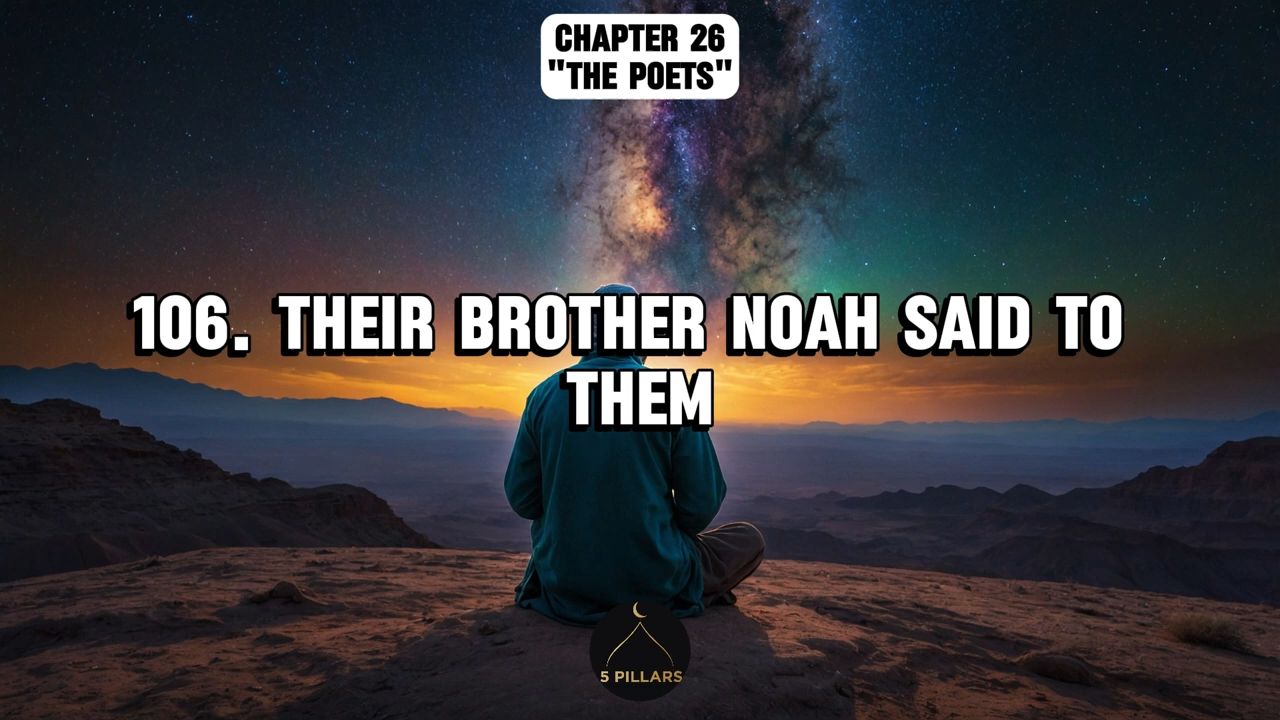 CHAPTER 26
"THE POETS"
106. THEIR BROTHER NOAH SAID TO
THEM
5 PILLARS